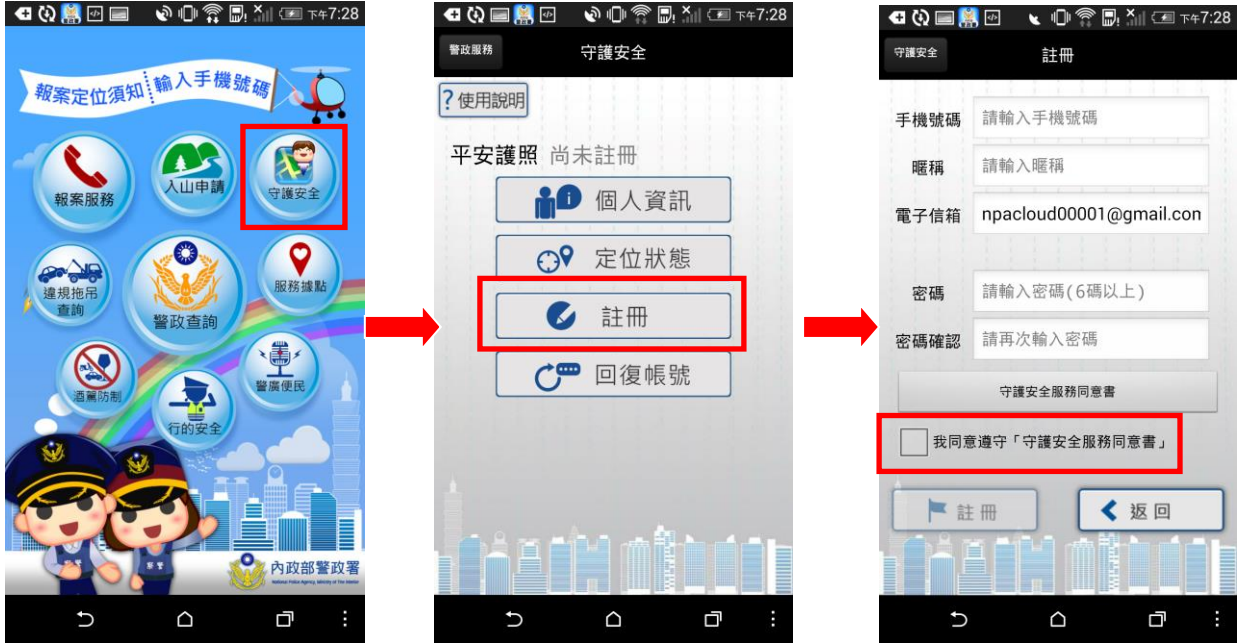 下午7:28
報案定位須知
輸入手機號碼
報案服務
入山申請
守護安全
違規拖吊
查詢
警政查詢
服務據點
酒駕防制
行的安全
警廣便民
內政部警政署
National Police Agency, Ministry of The Interior
下午7:28
警政服務
守護安全
?使用說明
平安護照 尚未註冊
個人資訊
定位狀態
註冊
回復帳號
下午7:28
守護安全
註冊
手機號碼 請輸入手機號碼
暱稱 請輸入暱稱
電子信箱 npacloud00001@gmail.con
密碼 請輸入密碼(6碼以上)
密碼確認 請再次輸入密碼
守護安全服務同意書
我同意遵守「守護安全服務同意書」
註冊
返回